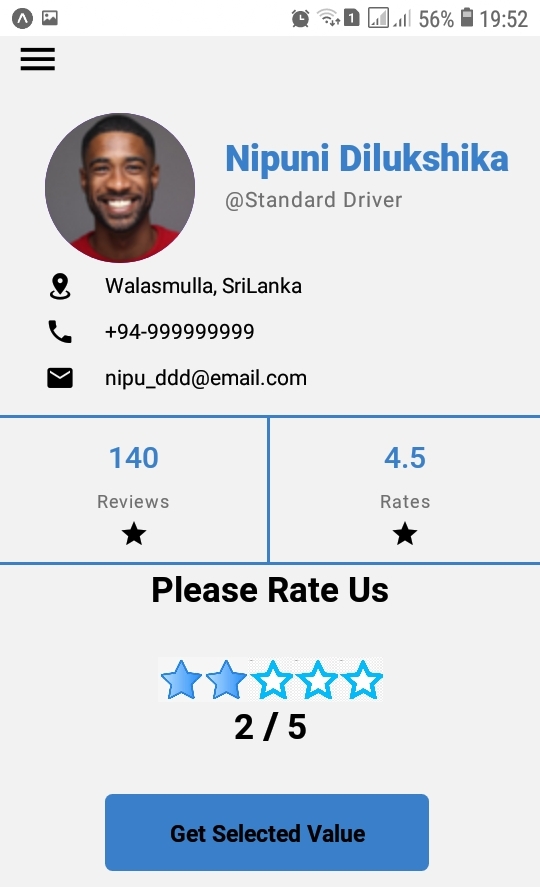 1 56% 19:52
Nipuni Dilukshika
@Standard Driver
Walasmulla, SriLanka
+94-999999999
nipu_ddd@email.com
140 4.5
Reviews Rates
Please Rate Us
2 / 5
Get Selected Value